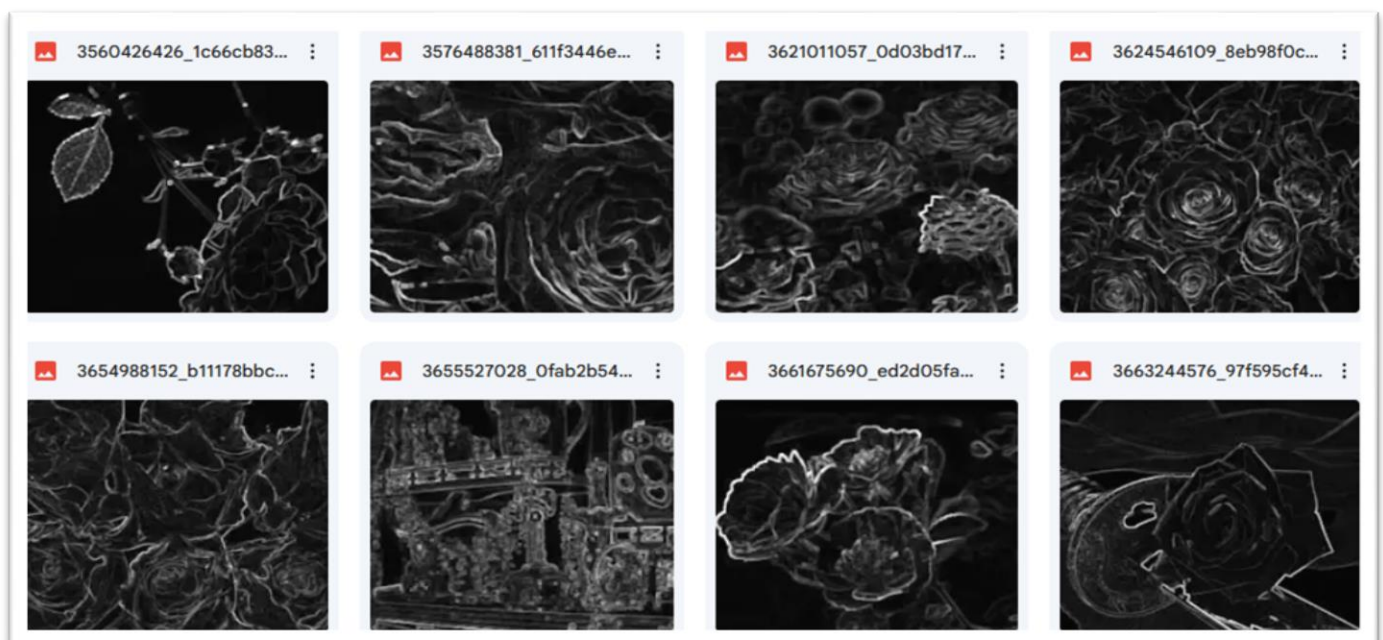 3560426426_1c66cb83...
3576488381_611f3446e...
3621011057_0d03bd17...
3624546109_8eb98f0c...
3654988152_b11178bbc...
3655527028_0fab2b54...
3661675690_ed2d05fa...
3663244576_97f595cf4...